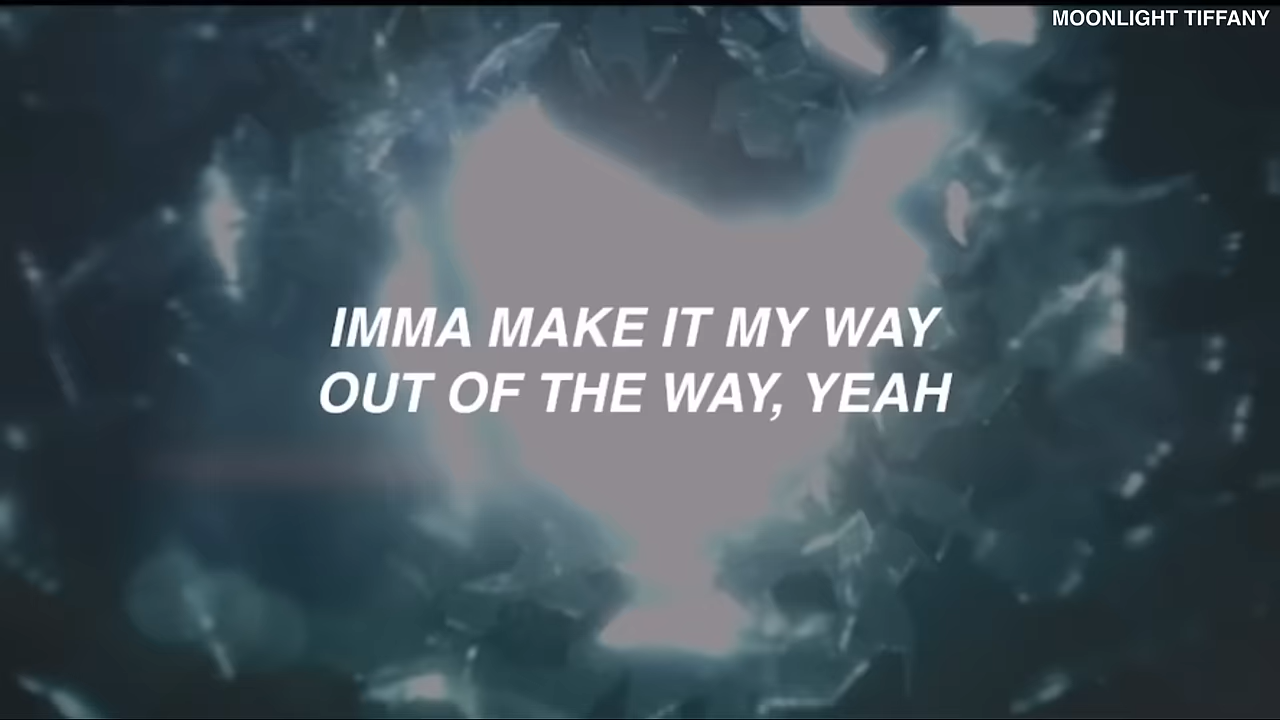 MOONLIGHT TIFFANY
IMMA MAKE IT MY WAY
OUT OF THE WAY, YEAH